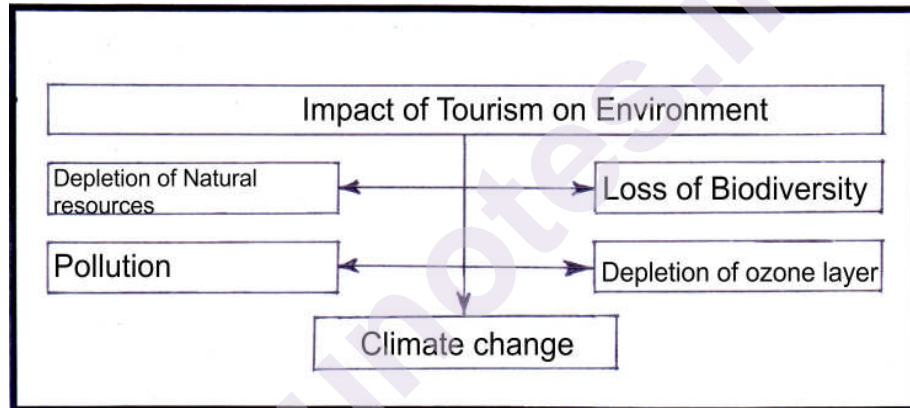 Impact of Tourism on Environment
Depletion of Natural
resources
Loss of Biodiversity
Pollution
Depletion of ozone layer
Climate change